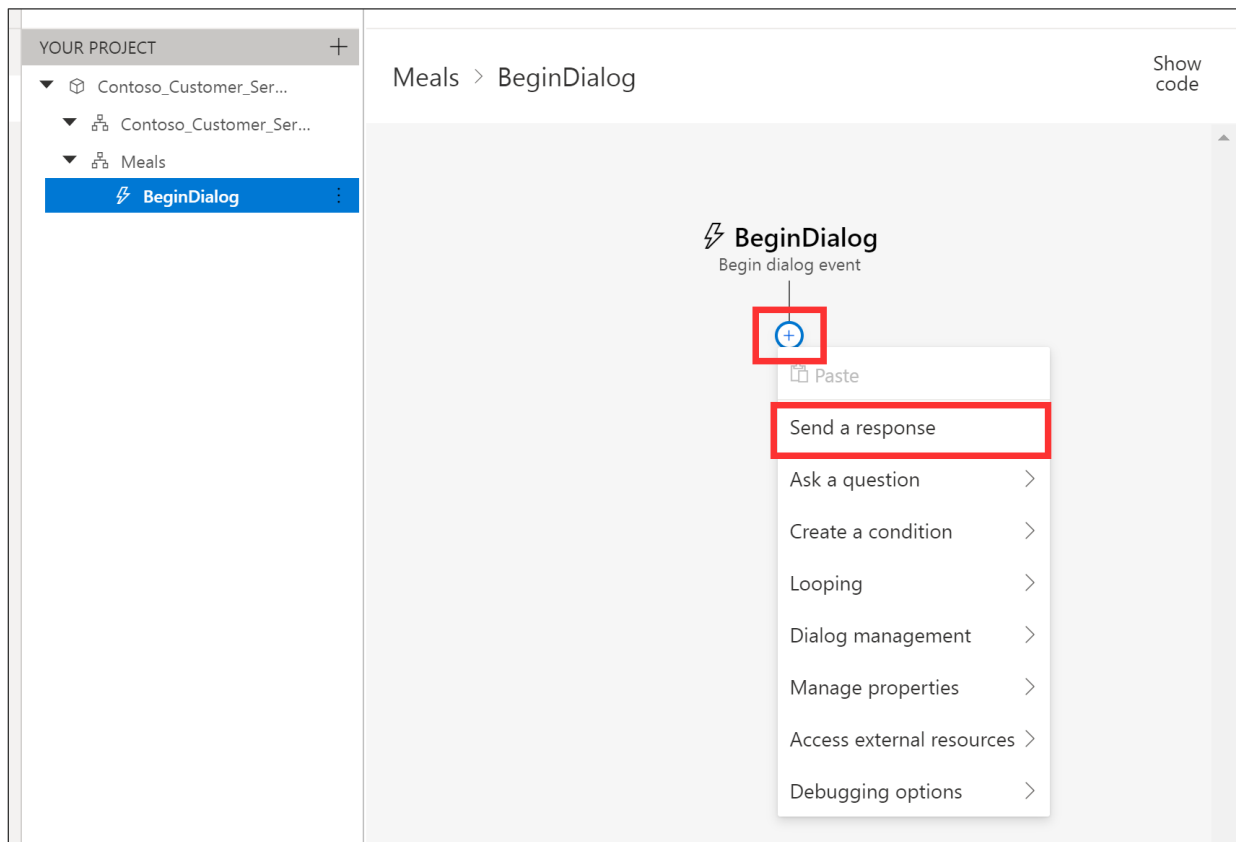 YOUR PROJECT
Contoso_Customer_Ser...
Contoso_Customer_Ser...
Meals
BeginDialog
Meals > BeginDialog
Show
code
BeginDialog
Begin dialog event
Paste
Send a response
Ask a question
Create a condition
Looping
Dialog management
Manage properties
Access external resources
Debugging options